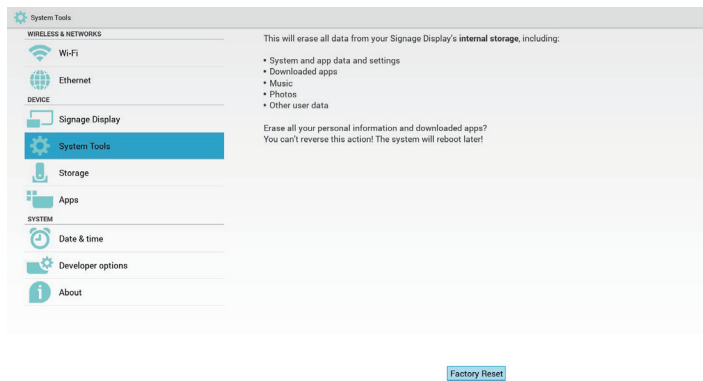 System Tools
WIRELESS & NETWORKS
Wi-Fi
Ethernet
DEVICE
Signage Display
System Tools
Storage
Apps
SYSTEM
Date & time
Developer options
About
This will erase all data from your Signage Display's internal storage, including:
• System and app data and settings
• Downloaded apps
• Music
• Photos
• Other user data
Erase all your personal information and downloaded apps?
You can't reverse this action! The system will reboot later!
Factory Reset